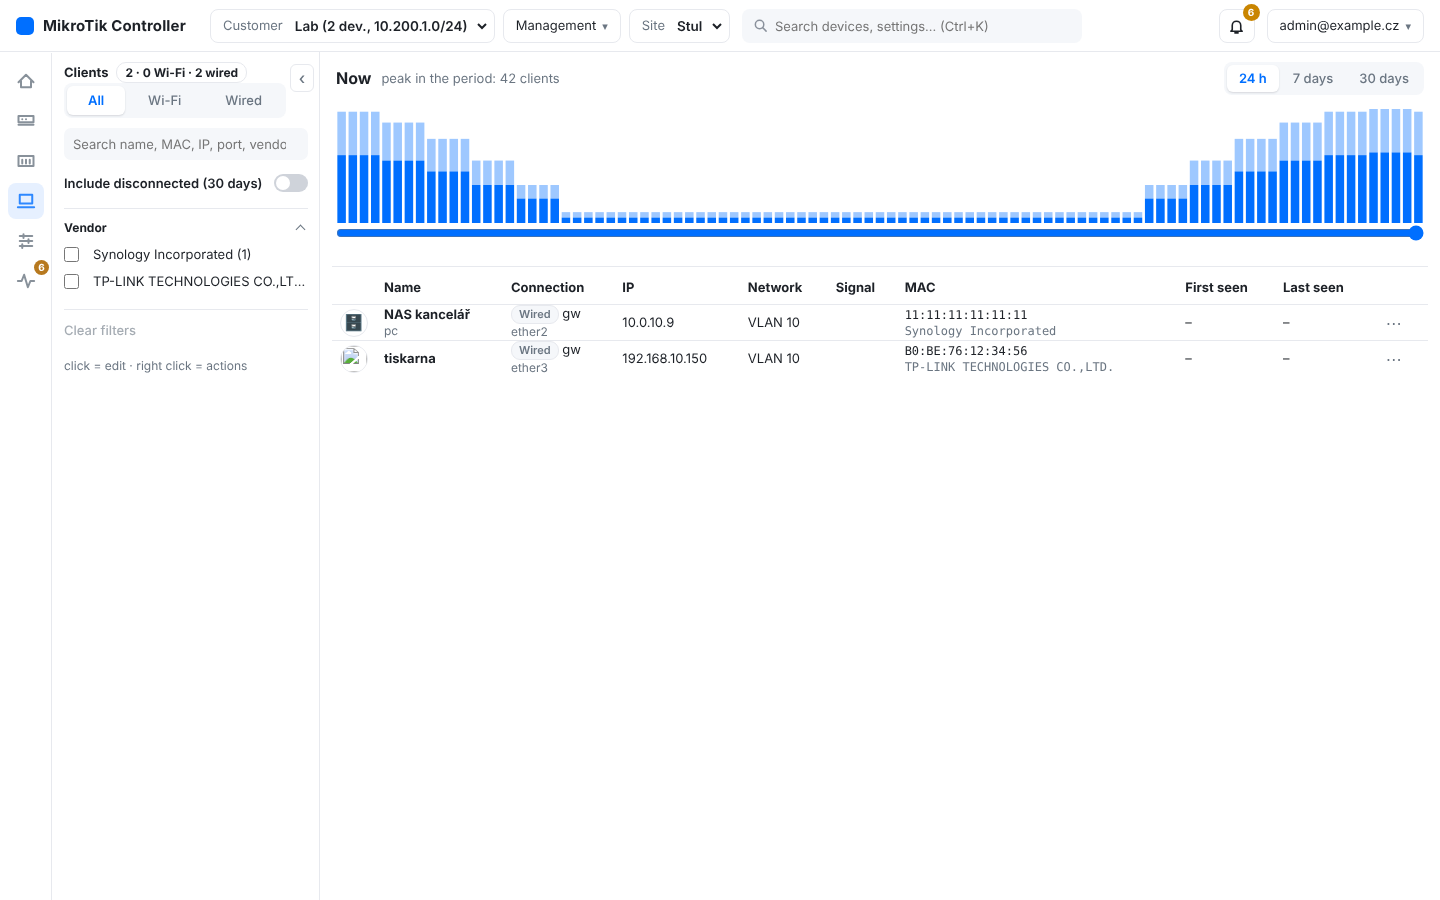 MikroTik Controller
Customer Lab (2 dev., 10.200.1.0/24)
Management ▾
Site Stul
Search devices, settings... (Ctrl+K)
6
admin@example.cz ▾
Clients 2 · 0 Wi-Fi · 2 wired
‹
All Wi-Fi Wired
Search name, MAC, IP, port, vendo
Include disconnected (30 days)
Vendor
Synology Incorporated (1)
TP-LINK TECHNOLOGIES CO.,LT...
Clear filters
click = edit · right click = actions
6
Now peak in the period: 42 clients
24 h 7 days 30 days
Name Connection IP Network Signal MAC First seen Last seen
NAS kancelář Wired gw 10.0.10.9 VLAN 10 11:11:11:11:11:11 – – ...
pc ether2 Synology Incorporated
tiskarna Wired gw 192.168.10.150 VLAN 10 B0:BE:76:12:34:56 – – ...
ether3 TP-LINK TECHNOLOGIES CO.,LTD.